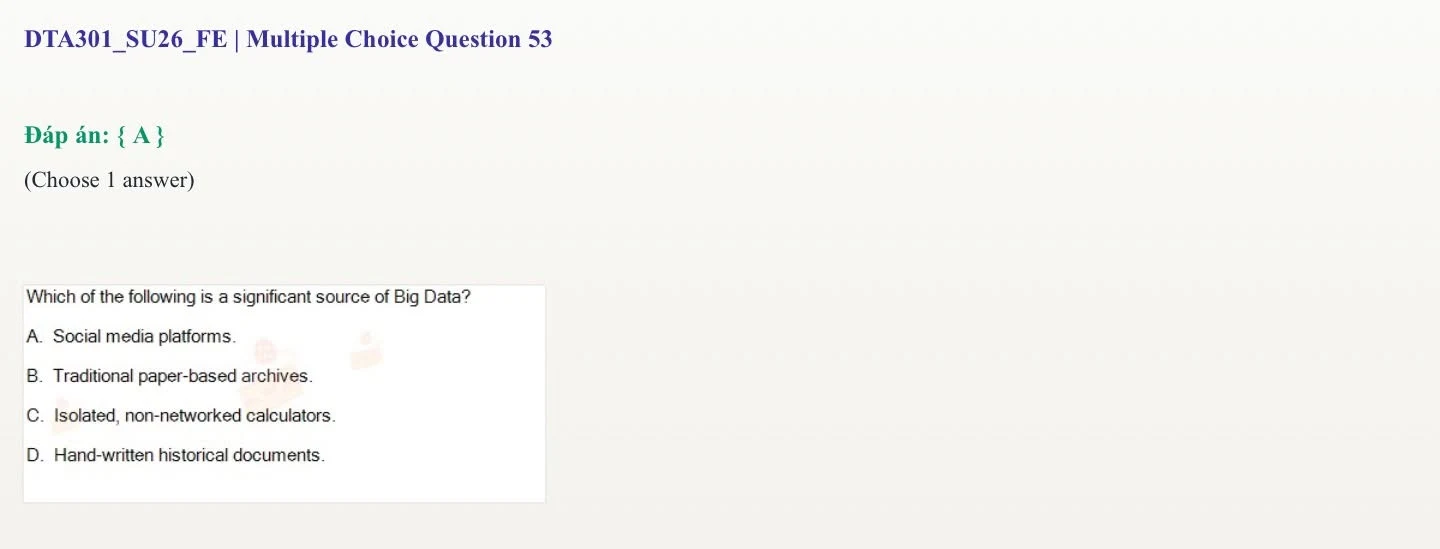 DTA301_SU26_FE | Multiple Choice Question 53
Đáp án: { A }
(Choose 1 answer)
Which of the following is a significant source of Big Data?
A. Social media platforms.
B. Traditional paper-based archives.
C. Isolated, non-networked calculators.
D. Hand-written historical documents.